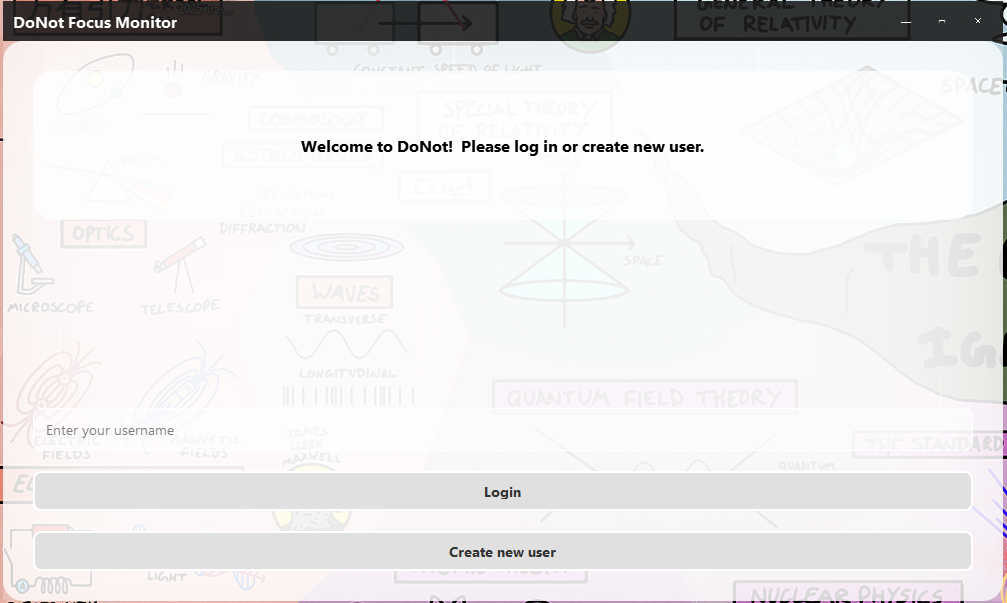 DoNot Focus Monitor
GENERAL THEORY
OF RELATIVITY
CONSTANT SPEED OF LIGHT
GRAVITY
SPACE
COSMOLOGY
SPECIAL THEORY
OF RELATIVITY
ASTROPHYSICS
PRISM
TIME
Welcome to DoNot!  Please log in or create new user.
E=mc²
REFLECTION
REFRACTION
DIFFRACTION
OPTICS
SPACE
THE
MICROSCOPE
TELESCOPE
WAVES
TRANSVERSE
LONGITUDINAL
QUANTUM FIELD THEORY
Enter your username
ELECTRIC
FIELDS
MAGNETIC
FIELDS
JAMES
CLERK
MAXWELL
THE STANDARD
QUANTUM
Login
Create new user
LIGHT
NUCLEAR PHYSICS